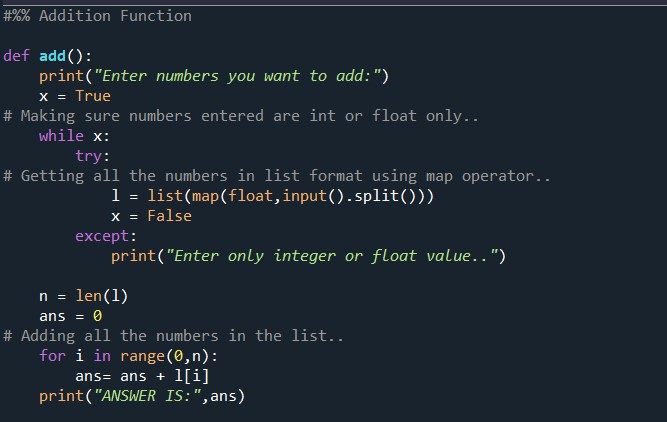 #%% Addition Function

def add():
    print("Enter numbers you want to add:")
    x = True
# Making sure numbers entered are int or float only..
    while x:
        try:
# Getting all the numbers in list format using map operator..
            l = list(map(float,input().split()))
            x = False
        except:
            print("Enter only integer or float value..")

    n = len(l)
    ans = 0
# Adding all the numbers in the list..
    for i in range(0,n):
        ans= ans + l[i]
    print("ANSWER IS:",ans)